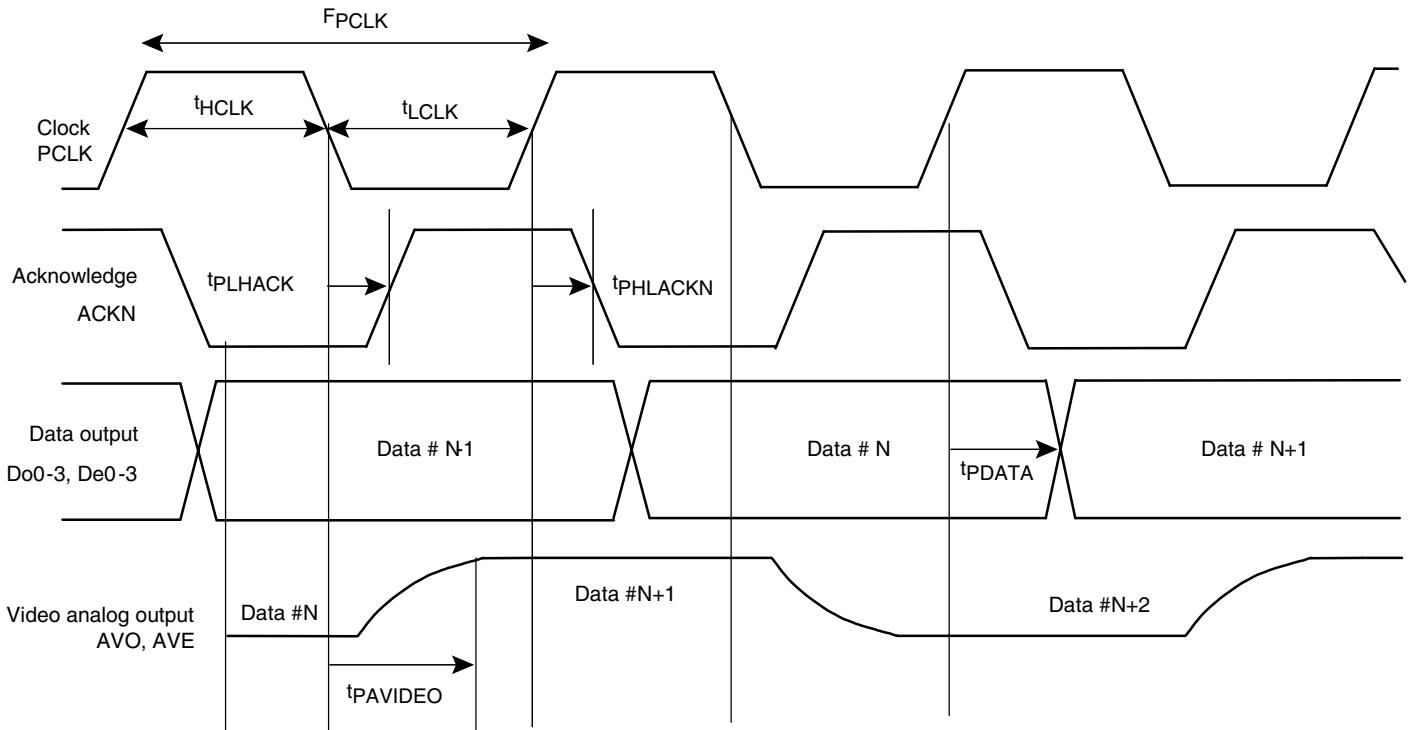 FPCLK
tHCLK
tLCLK
Clock
PCLK
Acknowledge
ACKN
tPLHACK
tPHLACKN
Data output
Do0-3, De0-3
Data # N-1
Data # N
tPDATA
Data # N+1
Video analog output
AVO, AVE
Data #N
Data #N+1
Data #N+2
tPAVIDEO